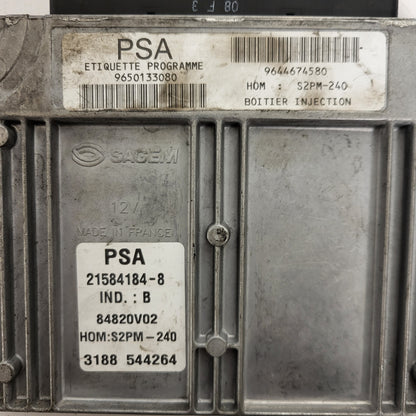 08 F 3
PSA
ETIQUETTE PROGRAMME
9650133080
9644674580
HOM : S2PM-240
BOITIER INJECTION
SAGEM
12V
MADE IN FRANCE
PSA
21584184-8
IND. : B
84820V02
HOM:S2PM-240
3188 544264